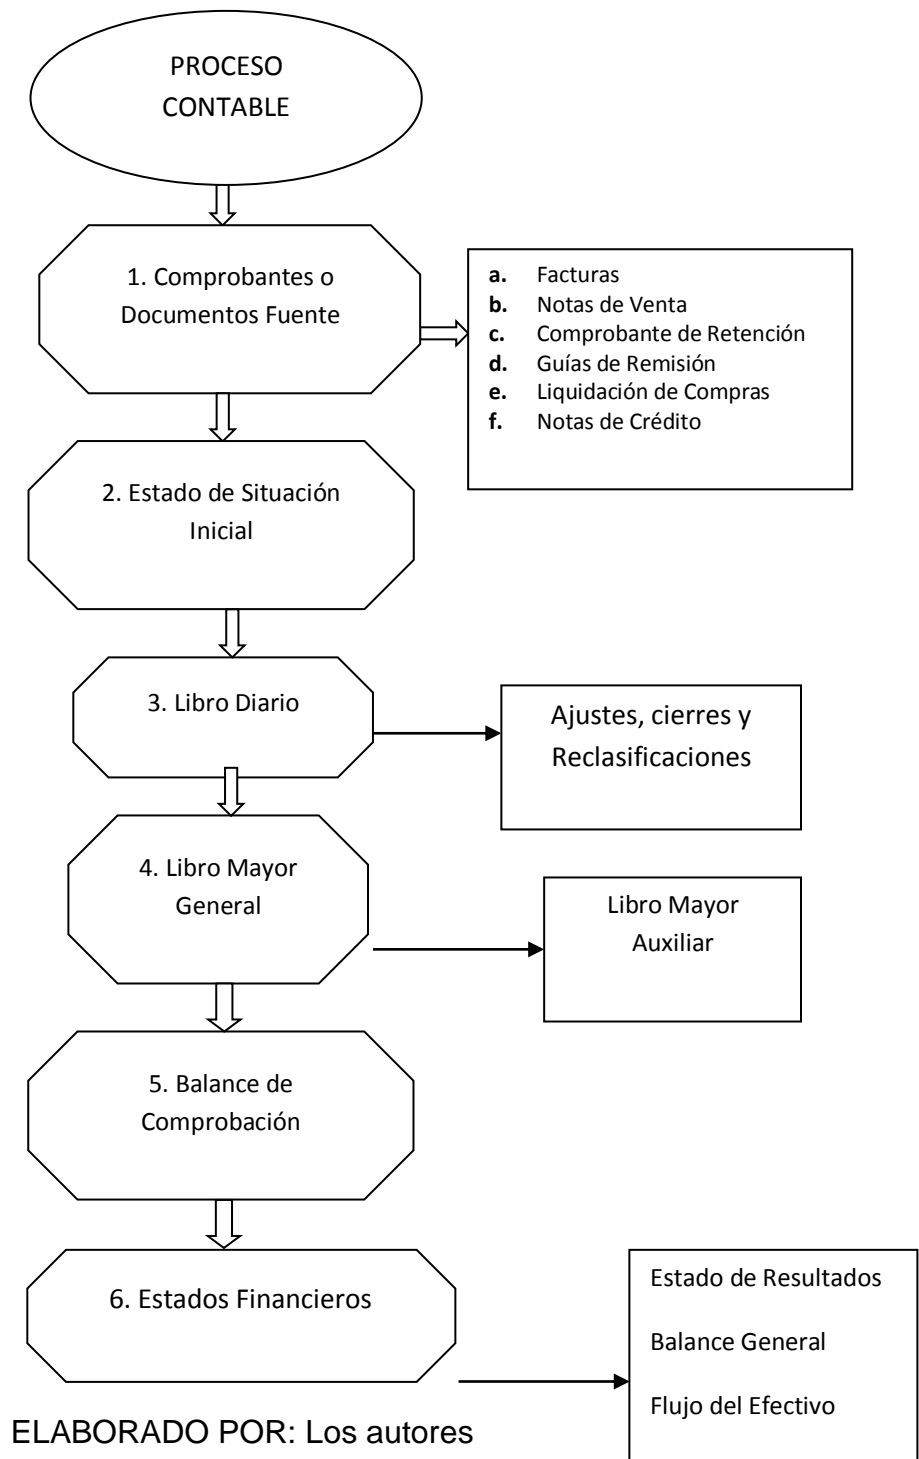 PROCESO
CONTABLE
1. Comprobantes o
Documentos Fuente
a. Facturas
b. Notas de Venta
c. Comprobante de Retención
d. Guías de Remisión
e. Liquidación de Compras
f. Notas de Crédito
2. Estado de Situación
Inicial
3. Libro Diario
Ajustes, cierres y
Reclasificaciones
4. Libro Mayor
General
Libro Mayor
Auxiliar
5. Balance de
Comprobación
6. Estados Financieros
Estado de Resultados
Balance General
Flujo del Efectivo
ELABORADO POR: Los autores